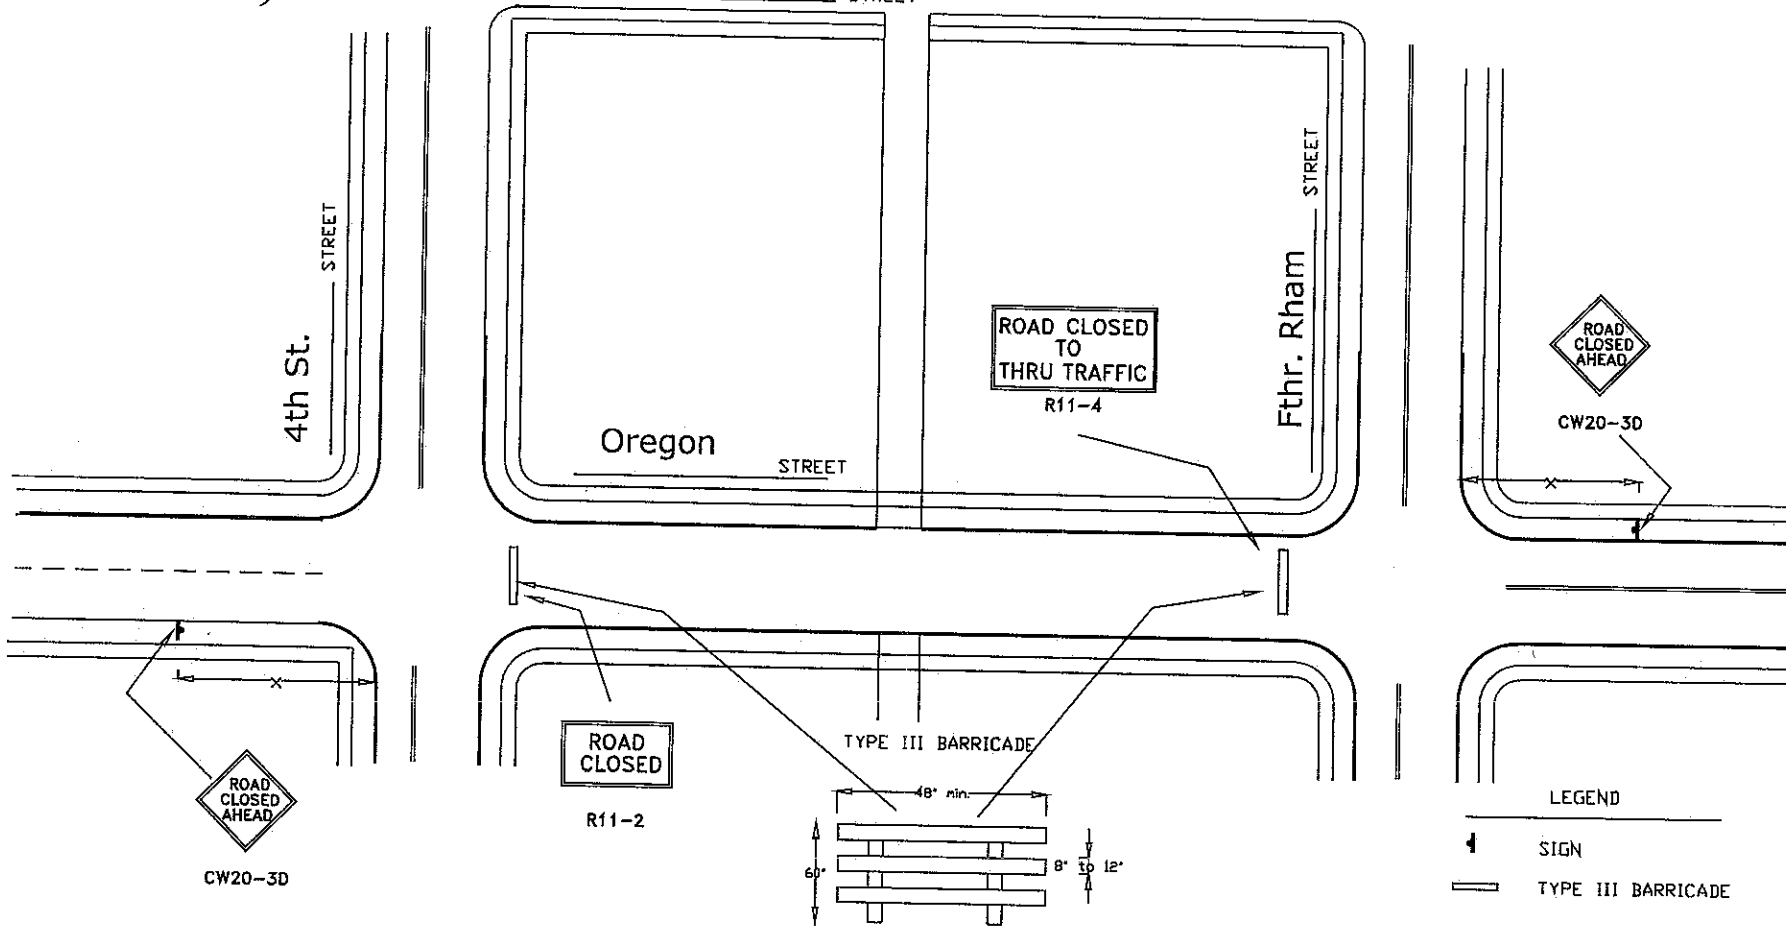 STREET
STREET
4th St.
STREET
Fthr. Rham
ROAD CLOSED
TO
THRU TRAFFIC
R11-4
ROAD
CLOSED
AHEAD
CW20-3D
Oregon
STREET
X
X
ROAD
CLOSED
AHEAD
CW20-3D
ROAD
CLOSED
R11-2
TYPE III BARRICADE
48" min.
60"
8" to 12"
LEGEND
SIGN
TYPE III BARRICADE